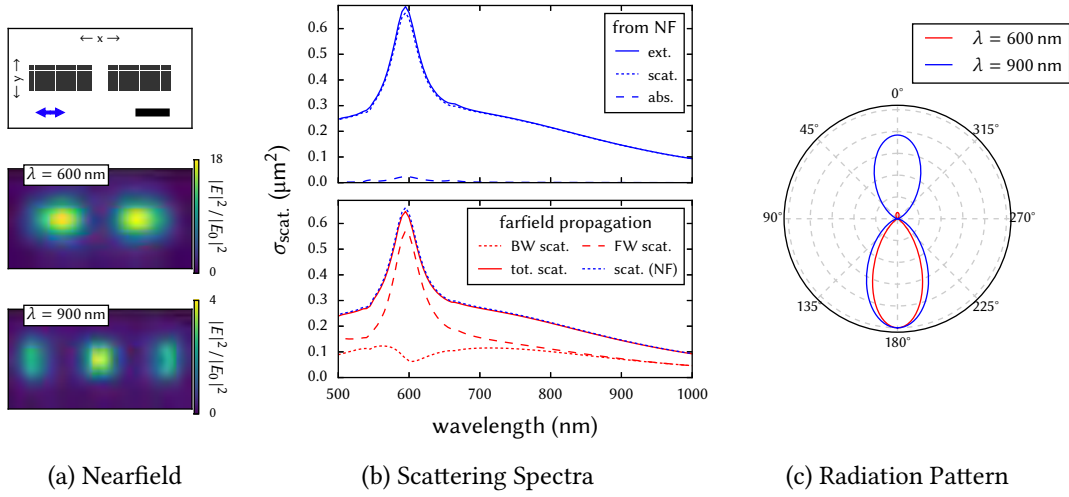 ← x →
← y →
λ = 600 nm
18
0
|E|²/|E₀|²
λ = 900 nm
4
0
|E|²/|E₀|²
(a) Nearfield
σscat. (μm²)
0.6
0.5
0.4
0.3
0.2
0.1
0.0
from NF
ext.
scat.
abs.
0.6
0.5
0.4
0.3
0.2
0.1
0.0
farfield propagation
BW scat.
FW scat.
tot. scat.
scat. (NF)
500
600
700
800
900
1000
wavelength (nm)
(b) Scattering Spectra
λ = 600 nm
λ = 900 nm
0°
45°
315°
90°
270°
135°
225°
180°
(c) Radiation Pattern